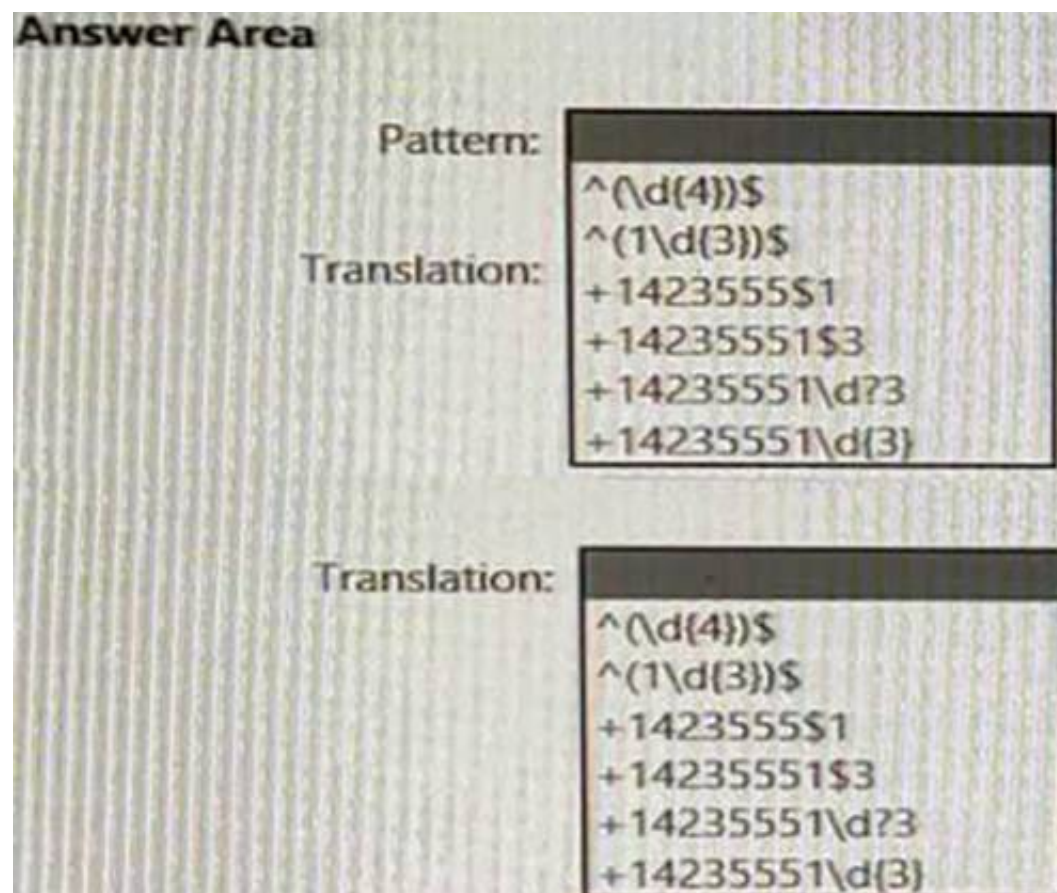 Answer Area
Pattern:
^(\d{4})$
^(1\d{3})$
Translation:
+1423555$1
+14235551$3
+14235551\d?3
+14235551\d{3}
Translation:
^(\d{4})$
^(1\d{3})$
+1423555$1
+14235551$3
+14235551\d?3
+14235551\d{3}